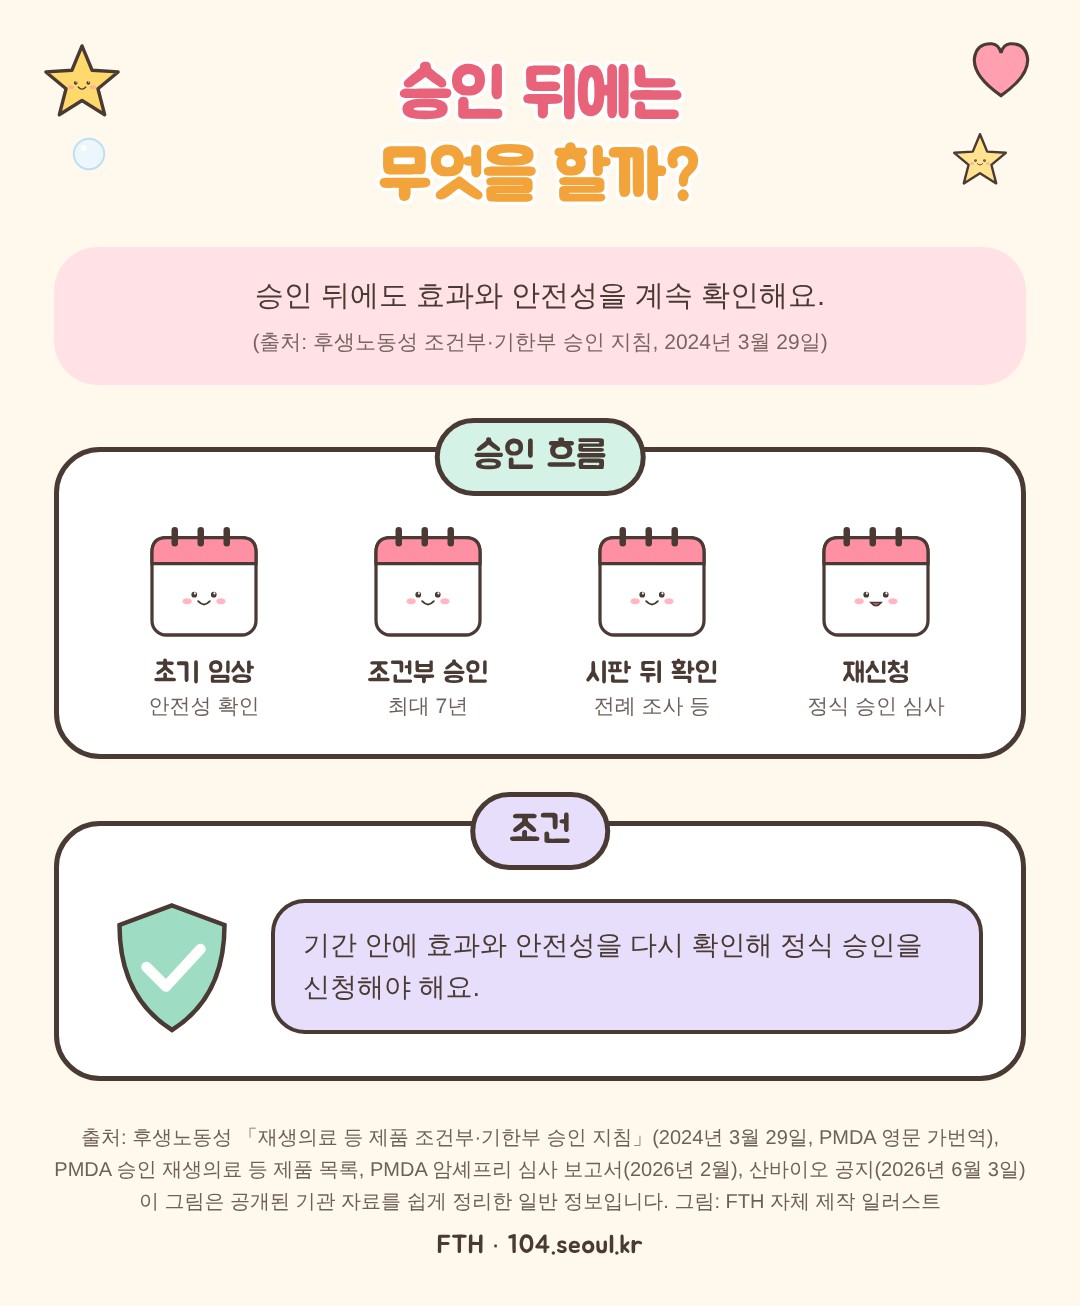 승인 뒤에는
무엇을 할까?
승인 뒤에도 효과와 안전성을 계속 확인해요.
(출처: 후생노동성 조건부·기한부 승인 지침, 2024년 3월 29일)
승인 흐름
초기 임상
안전성 확인
조건부 승인
최대 7년
시판 뒤 확인
전례 조사 등
재신청
정식 승인 심사
조건
기간 안에 효과와 안전성을 다시 확인해 정식 승인을
신청해야 해요.
출처: 후생노동성 「재생의료 등 제품 조건부·기한부 승인 지침」(2024년 3월 29일, PMDA 영문 가번역),
PMDA 승인 재생의료 등 제품 목록, PMDA 암셰프리 심사 보고서(2026년 2월), 산바이오 공지(2026년 6월 3일)
이 그림은 공개된 기관 자료를 쉽게 정리한 일반 정보입니다. 그림: FTH 자체 제작 일러스트
FTH · 104.seoul.kr